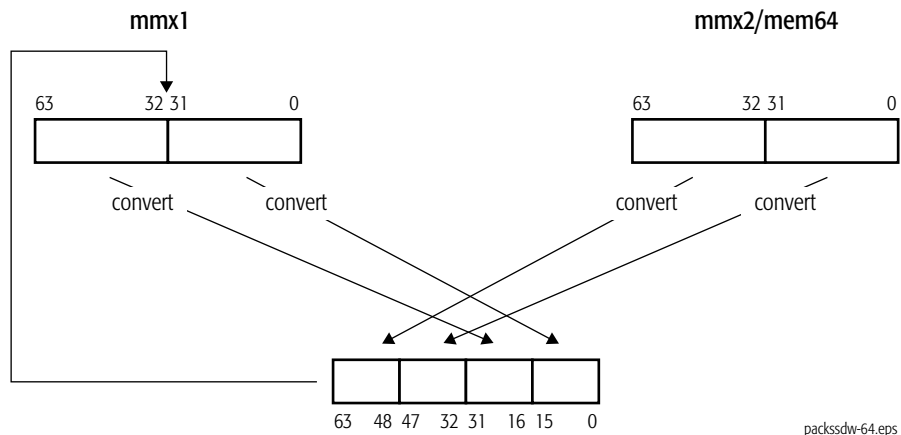 mmx1 mmx2/mem64
63 32 31 0 63 32 31 0
convert convert convert convert
63 48 47 32 31 16 15 0
packssdw-64.eps